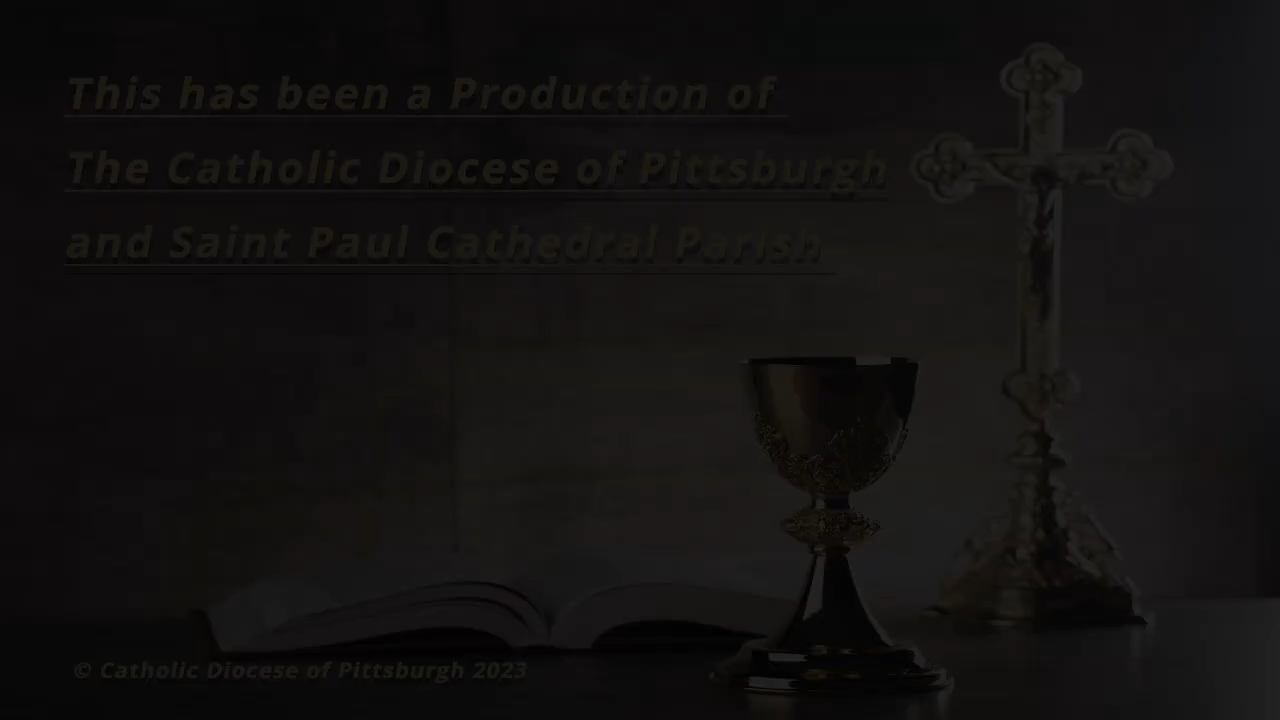 This has been a Production of
The Catholic Diocese of Pittsburgh
and Saint Paul Cathedral Parish
© Catholic Diocese of Pittsburgh 2023